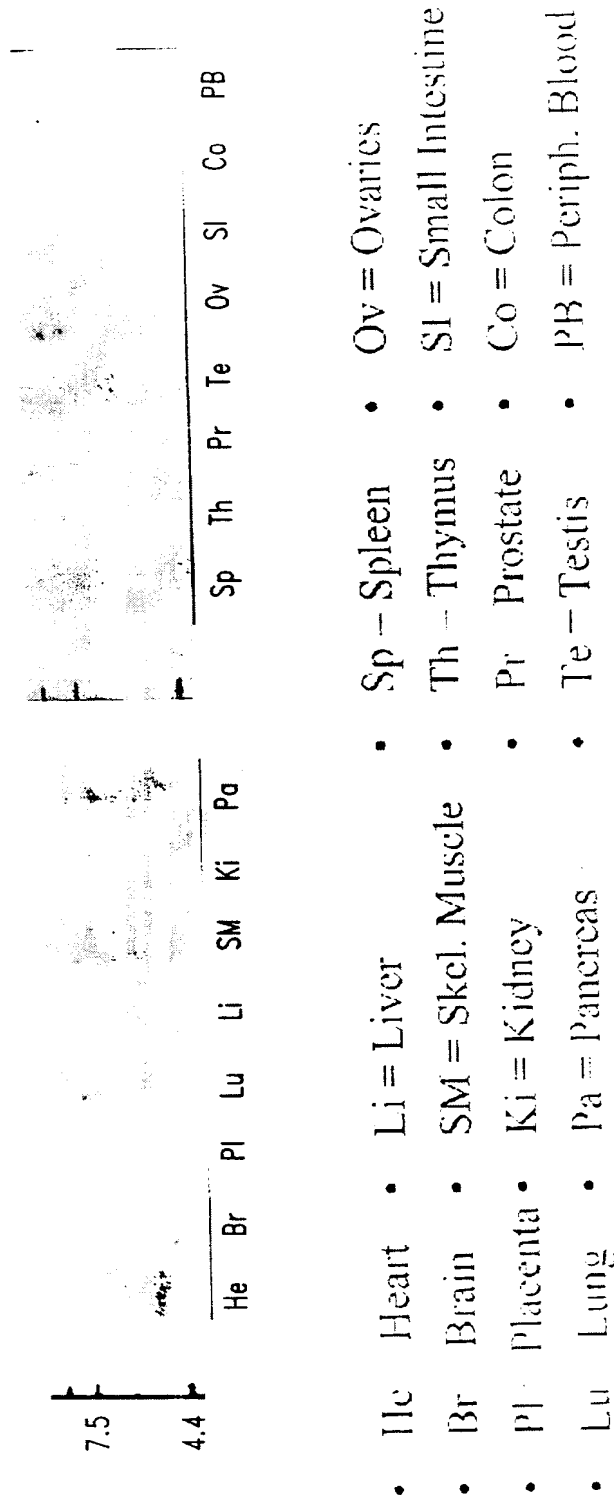 7.5
4.4
He Br Pl Lu Li SM Ki Pa Sp Th Pr Te Ov SI Co PB
• He Heart • Li = Liver • Sp – Spleen • Ov = Ovaries
• Br Brain • SM = Skel. Muscle • Th – Thymus • SI = Small Intestine
• Pl Placenta • Ki = Kidney • Pr Prostate • Co = Colon
• Lu Lung • Pa = Pancreas • Te – Testis • PB = Periph. Blood